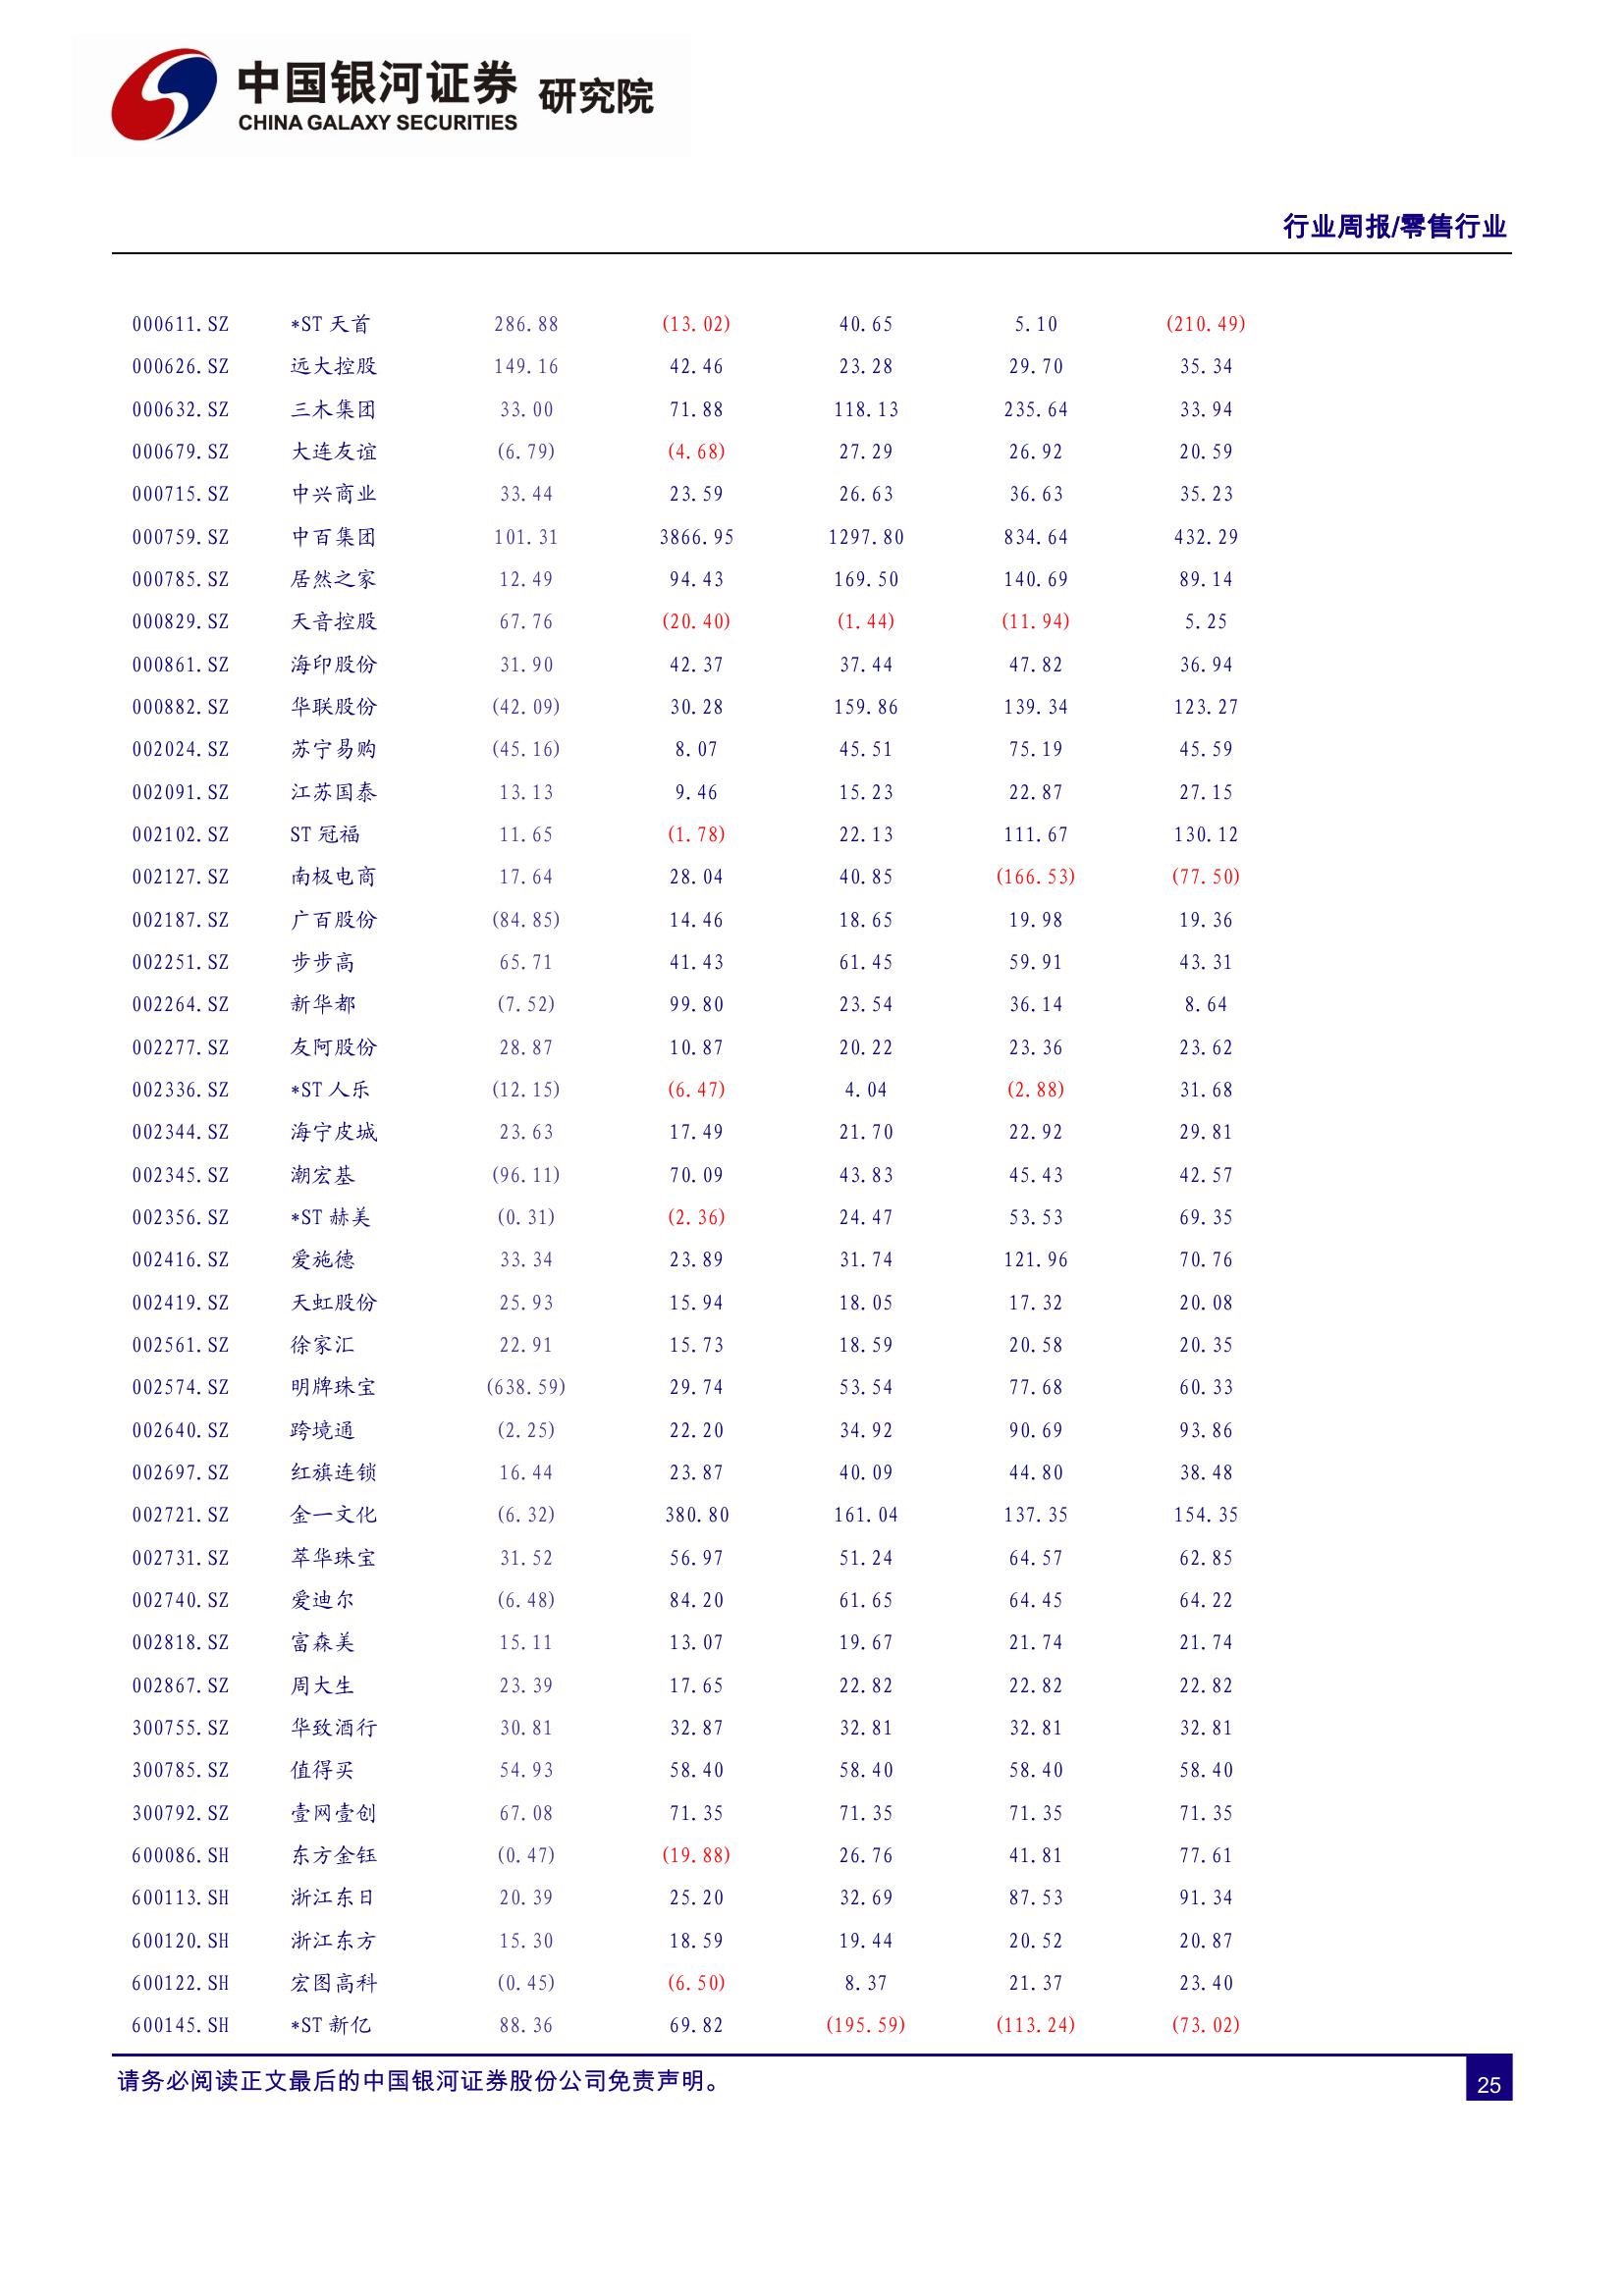 中国银河证券 研究院
CHINA GALAXY SECURITIES
行业周报/零售行业
000611.SZ *ST 天首 286.88 (13.02) 40.65 5.10 (210.49)
000626.SZ 远大控股 149.16 42.46 23.28 29.70 35.34
000632.SZ 三木集团 33.00 71.88 118.13 235.64 33.94
000679.SZ 大连友谊 (6.79) (4.68) 27.29 26.92 20.59
000715.SZ 中兴商业 33.44 23.59 26.63 36.63 35.23
000759.SZ 中百集团 101.31 3866.95 1297.80 834.64 432.29
000785.SZ 居然之家 12.49 94.43 169.50 140.69 89.14
000829.SZ 天音控股 67.76 (20.40) (1.44) (11.94) 5.25
000861.SZ 海印股份 31.90 42.37 37.44 47.82 36.94
000882.SZ 华联股份 (42.09) 30.28 159.86 139.34 123.27
002024.SZ 苏宁易购 (45.16) 8.07 45.51 75.19 45.59
002091.SZ 江苏国泰 13.13 9.46 15.23 22.87 27.15
002102.SZ ST 冠福 11.65 (1.78) 22.13 111.67 130.12
002127.SZ 南极电商 17.64 28.04 40.85 (166.53) (77.50)
002187.SZ 广百股份 (84.85) 14.46 18.65 19.98 19.36
002251.SZ 步步高 65.71 41.43 61.45 59.91 43.31
002264.SZ 新华都 (7.52) 99.80 23.54 36.14 8.64
002277.SZ 友阿股份 28.87 10.87 20.22 23.36 23.62
002336.SZ *ST 人乐 (12.15) (6.47) 4.04 (2.88) 31.68
002344.SZ 海宁皮城 23.63 17.49 21.70 22.92 29.81
002345.SZ 潮宏基 (96.11) 70.09 43.83 45.43 42.57
002356.SZ *ST 赫美 (0.31) (2.36) 24.47 53.53 69.35
002416.SZ 爱施德 33.34 23.89 31.74 121.96 70.76
002419.SZ 天虹股份 25.93 15.94 18.05 17.32 20.08
002561.SZ 徐家汇 22.91 15.73 18.59 20.58 20.35
002574.SZ 明牌珠宝 (638.59) 29.74 53.54 77.68 60.33
002640.SZ 跨境通 (2.25) 22.20 34.92 90.69 93.86
002697.SZ 红旗连锁 16.44 23.87 40.09 44.80 38.48
002721.SZ 金一文化 (6.32) 380.80 161.04 137.35 154.35
002731.SZ 萃华珠宝 31.52 56.97 51.24 64.57 62.85
002740.SZ 爱迪尔 (6.48) 84.20 61.65 64.45 64.22
002818.SZ 富森美 15.11 13.07 19.67 21.74 21.74
002867.SZ 周大生 23.39 17.65 22.82 22.82 22.82
300755.SZ 华致酒行 30.81 32.87 32.81 32.81 32.81
300785.SZ 值得买 54.93 58.40 58.40 58.40 58.40
300792.SZ 壹网壹创 67.08 71.35 71.35 71.35 71.35
600086.SH 东方金钰 (0.47) (19.88) 26.76 41.81 77.61
600113.SH 浙江东日 20.39 25.20 32.69 87.53 91.34
600120.SH 浙江东方 15.30 18.59 19.44 20.52 20.87
600122.SH 宏图高科 (0.45) (6.50) 8.37 21.37 23.40
600145.SH *ST 新亿 88.36 69.82 (195.59) (113.24) (73.02)
请务必阅读正文最后的中国银河证券股份公司免责声明。
25